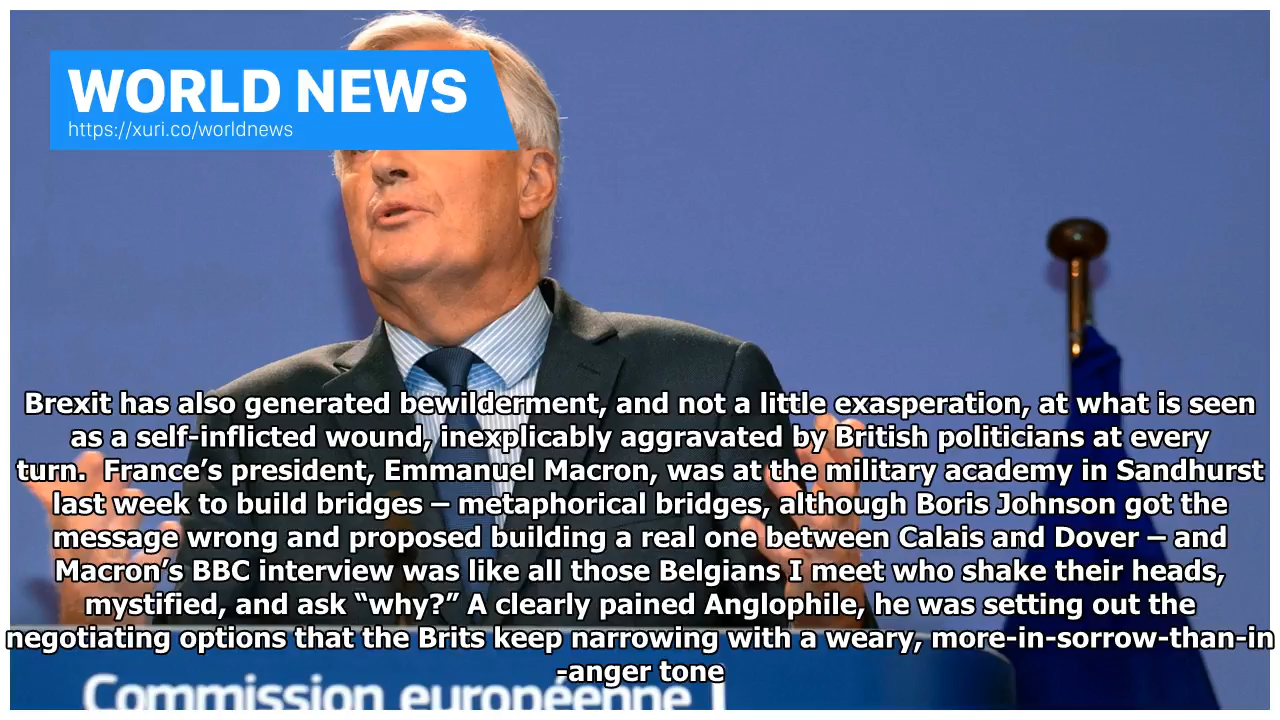 WORLD NEWS
https://xuri.co/worldnews
Brexit has also generated bewilderment, and not a little exasperation, at what is seen
as a self-inflicted wound, inexplicably aggravated by British politicians at every
turn.  France’s president, Emmanuel Macron, was at the military academy in Sandhurst
last week to build bridges – metaphorical bridges, although Boris Johnson got the
message wrong and proposed building a real one between Calais and Dover – and
Macron’s BBC interview was like all those Belgians I meet who shake their heads,
mystified, and ask “why?” A clearly pained Anglophile, he was setting out the
negotiating options that the Brits keep narrowing with a weary, more-in-sorrow-than-in
-anger tone
Commission européenne